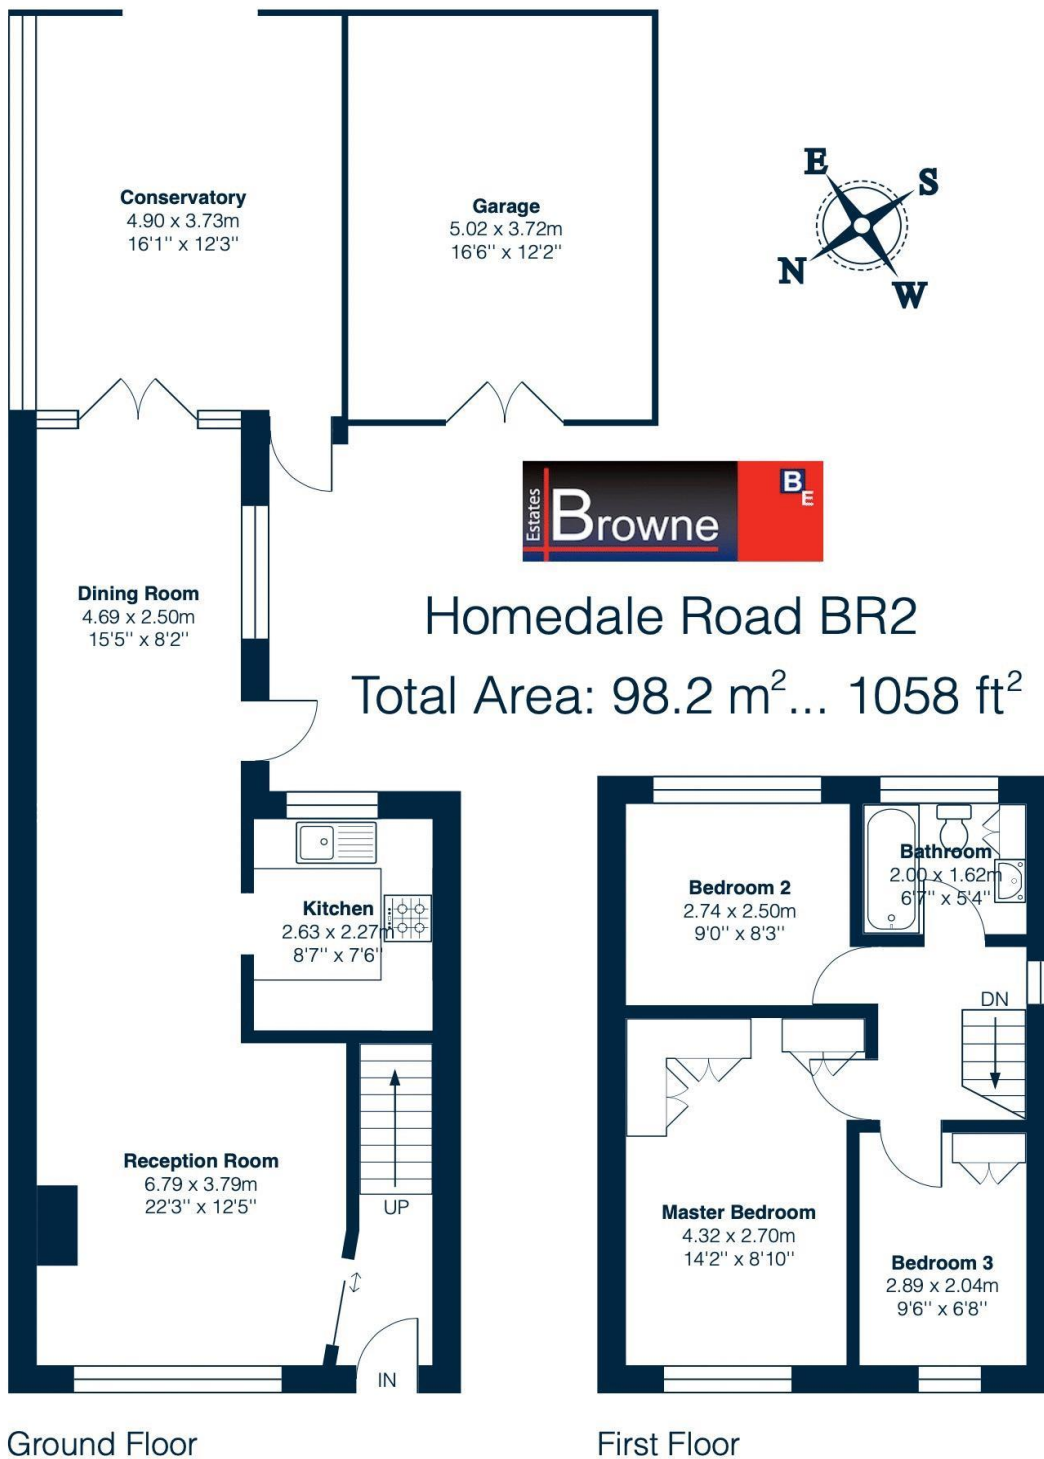 Conservatory
4.90 x 3.73m
16'1'' x 12'3''
Garage
5.02 x 3.72m
16'6'' x 12'2''
E
S
N
W
Estates
Browne
B
E
Dining Room
4.69 x 2.50m
15'5'' x 8'2''
Homedale Road BR2
Total Area: 98.2 m²... 1058 ft²
Kitchen
2.63 x 2.27m
8'7'' x 7'6''
Reception Room
6.79 x 3.79m
22'3'' x 12'5''
UP
IN
Ground Floor
Bedroom 2
2.74 x 2.50m
9'0'' x 8'3''
Bathroom
2.00 x 1.62m
6'7'' x 5'4''
DN
Master Bedroom
4.32 x 2.70m
14'2'' x 8'10''
Bedroom 3
2.89 x 2.04m
9'6'' x 6'8''
First Floor